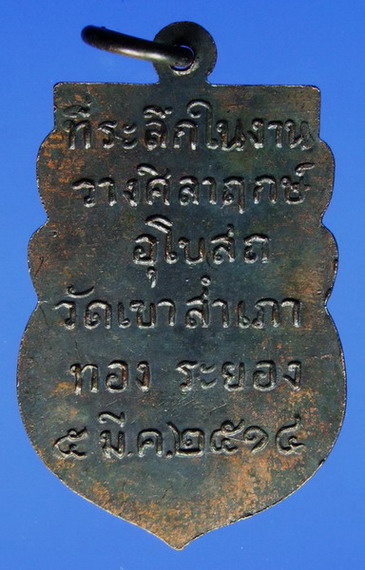 ที่ระลึกในงาน
วางศิลาฤกษ์
อุโบสถ
วัดเขาสำเภา
ทอง ระยอง
๕ มี.ค.๒๕๑๔